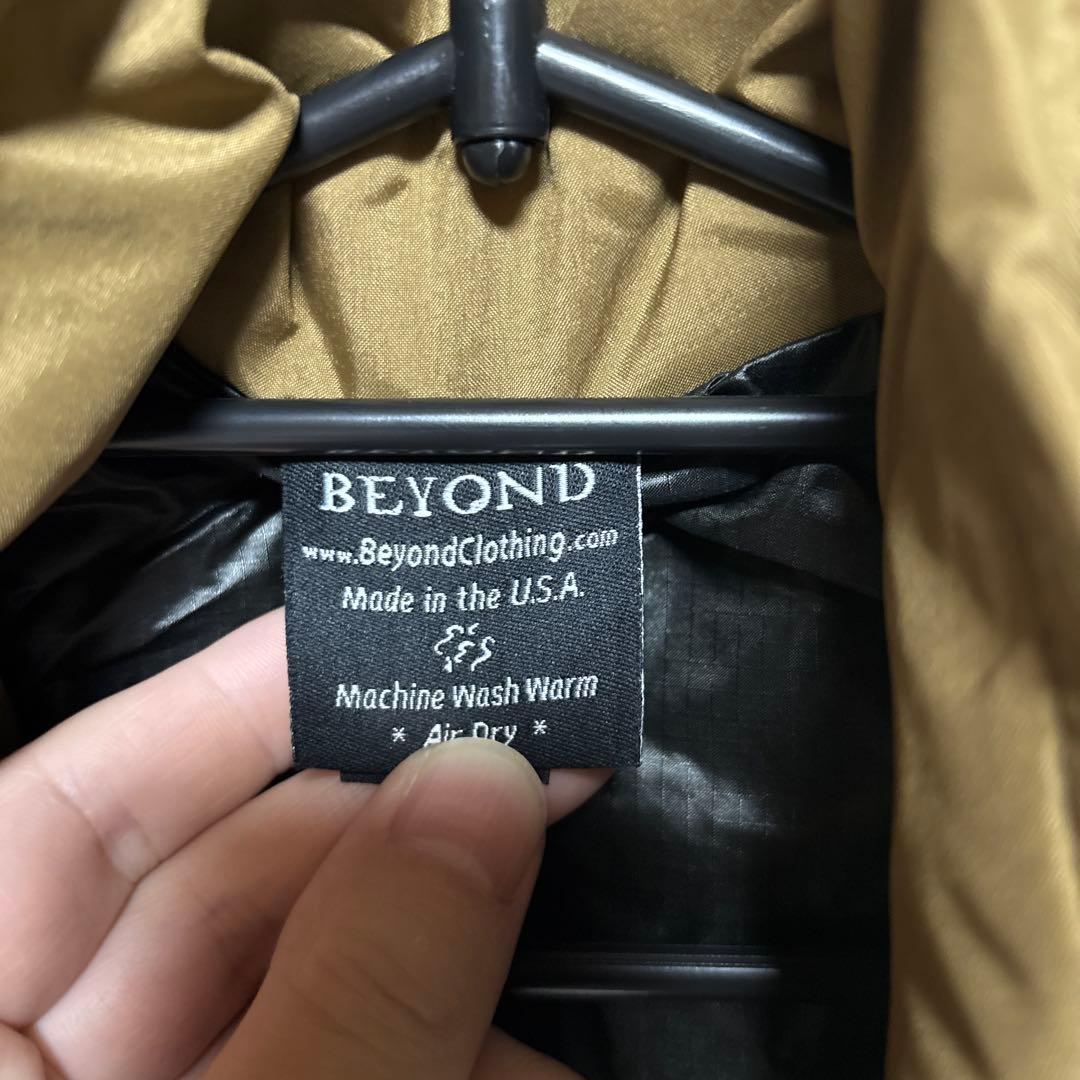 BEYOND
www.BeyondClothing.com
Made in the U.S.A.
Machine Wash Warm
* Air Dry *